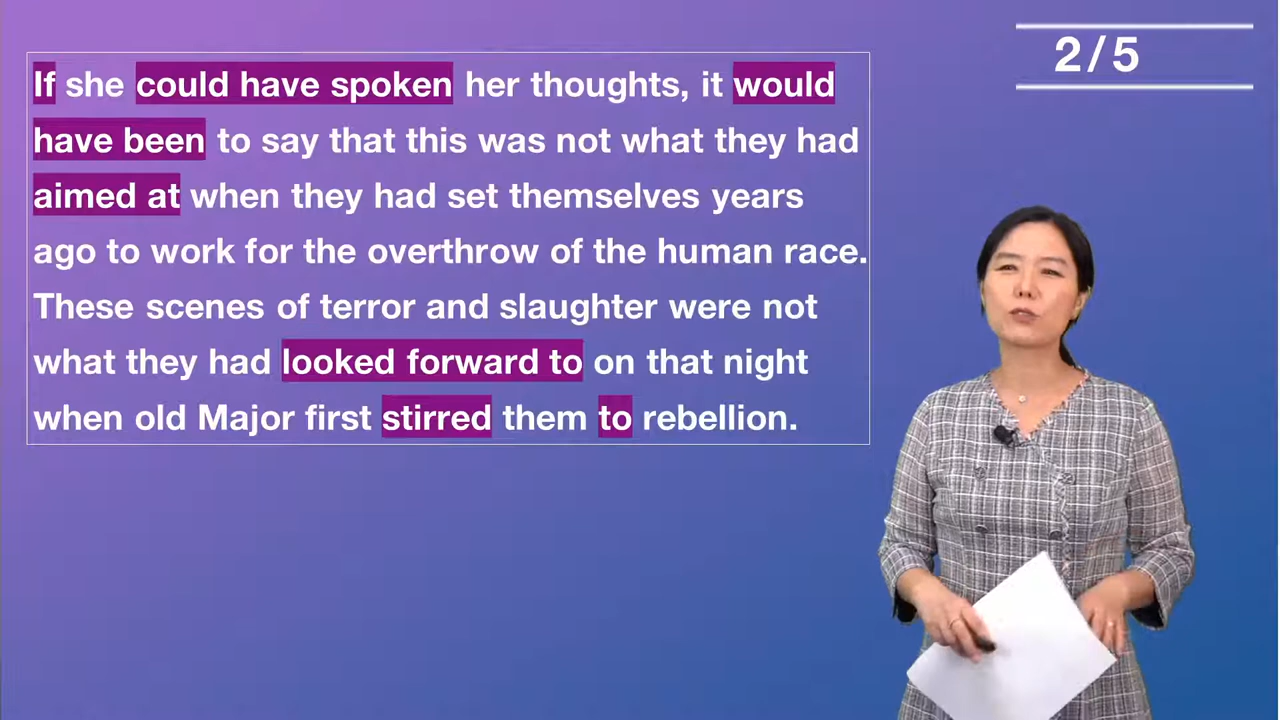 2/5
If she could have spoken her thoughts, it would
have been to say that this was not what they had
aimed at when they had set themselves years
ago to work for the overthrow of the human race.
These scenes of terror and slaughter were not
what they had looked forward to on that night
when old Major first stirred them to rebellion.